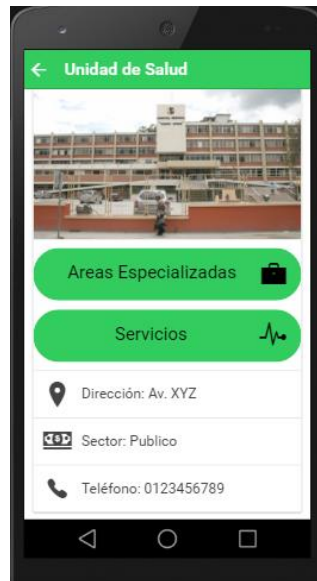 Unidad de Salud
Areas Especializadas
Servicios
Dirección: Av. XYZ
Sector: Publico
Teléfono: 0123456789